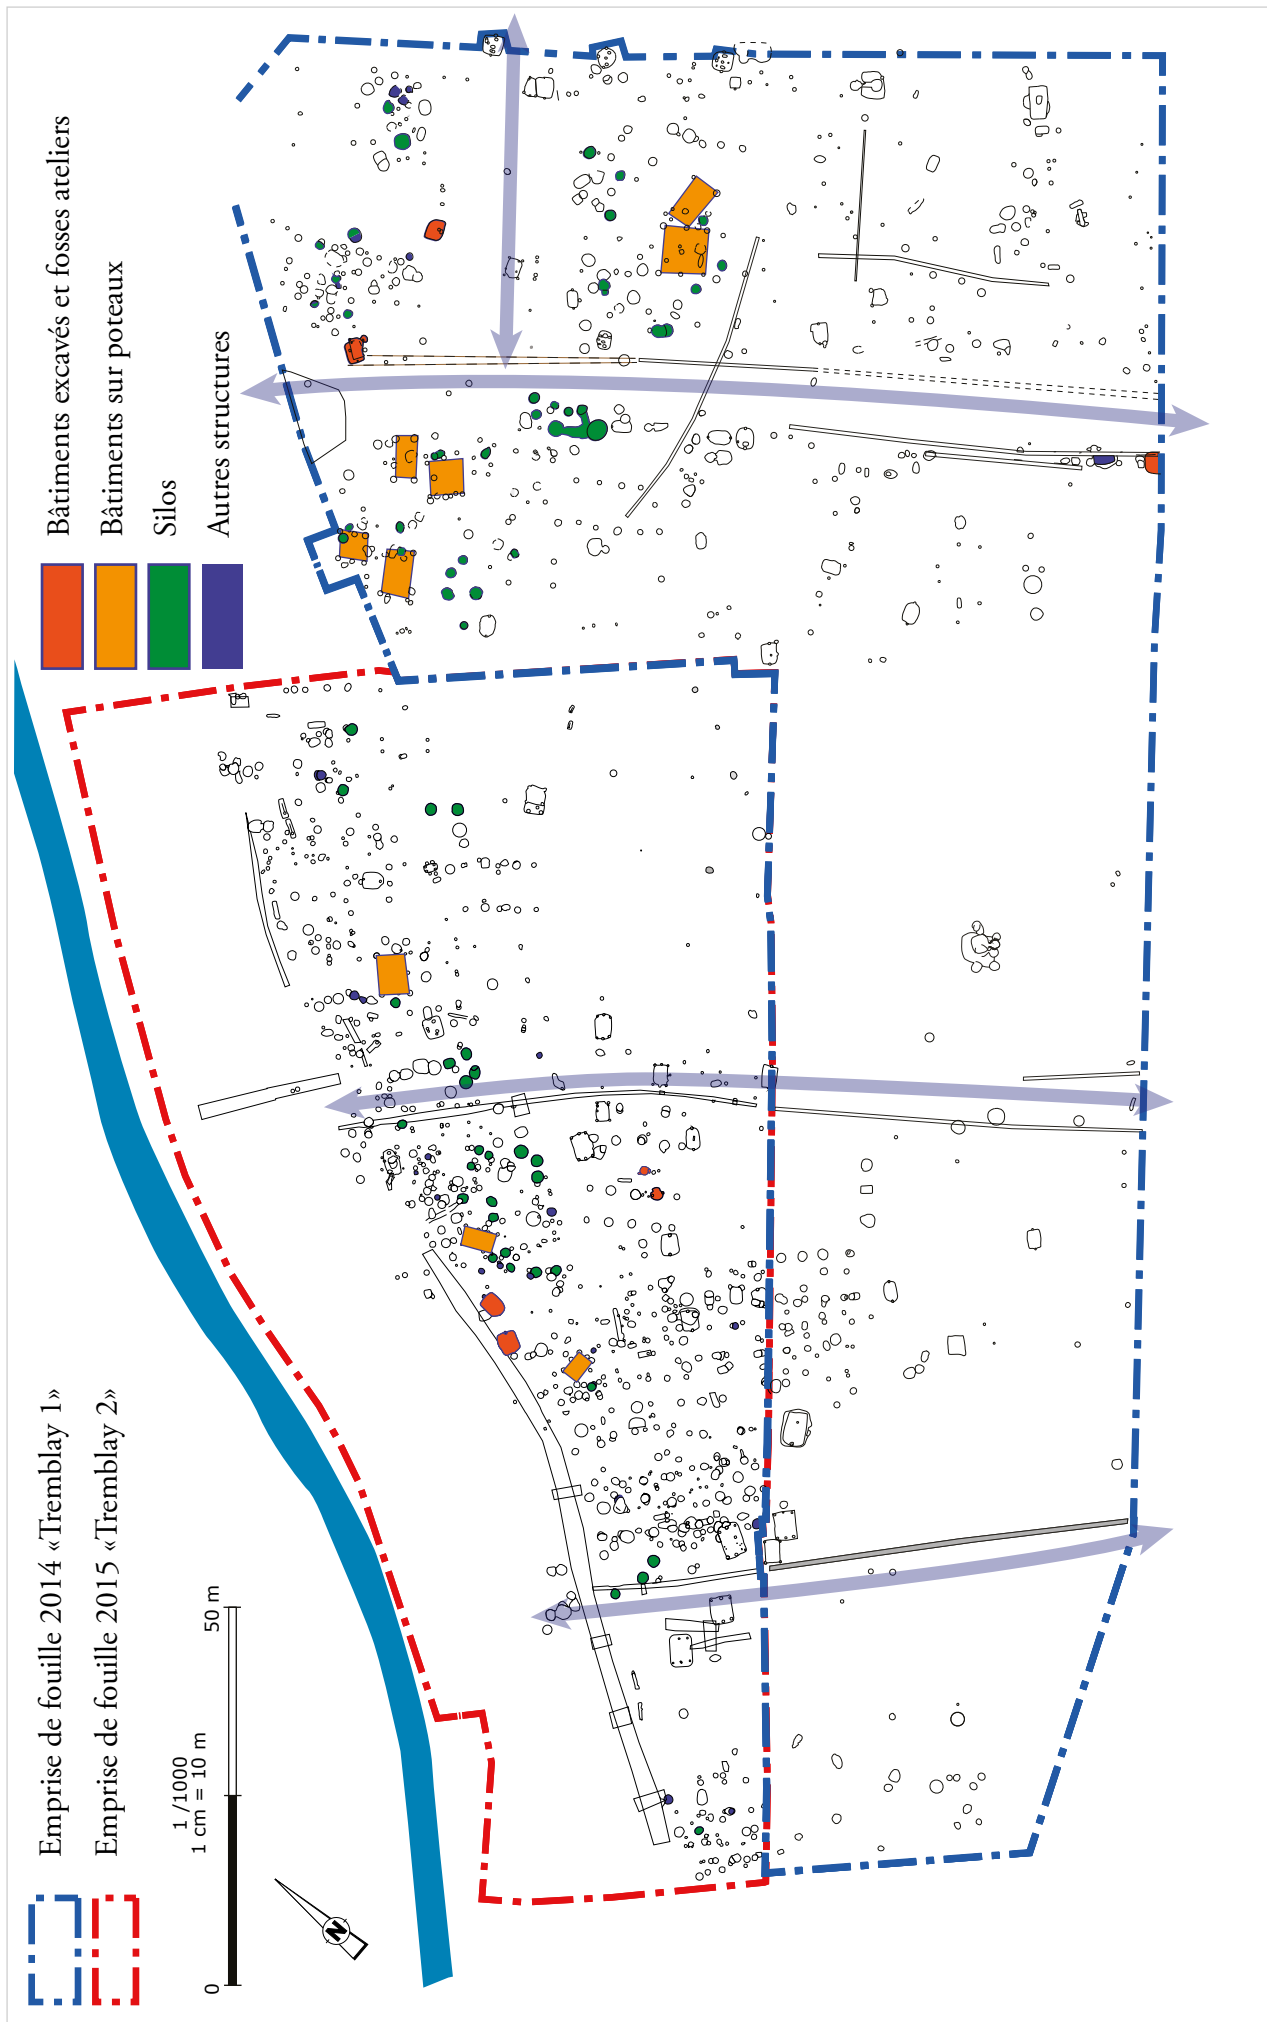 Emprise de fouille 2014 «Tremblay 1»
Emprise de fouille 2015 «Tremblay 2»
Bâtiments excavés et fosses ateliers
Bâtiments sur poteaux
Silos
Autres structures
1 /1000
1 cm = 10 m
0
50 m
N